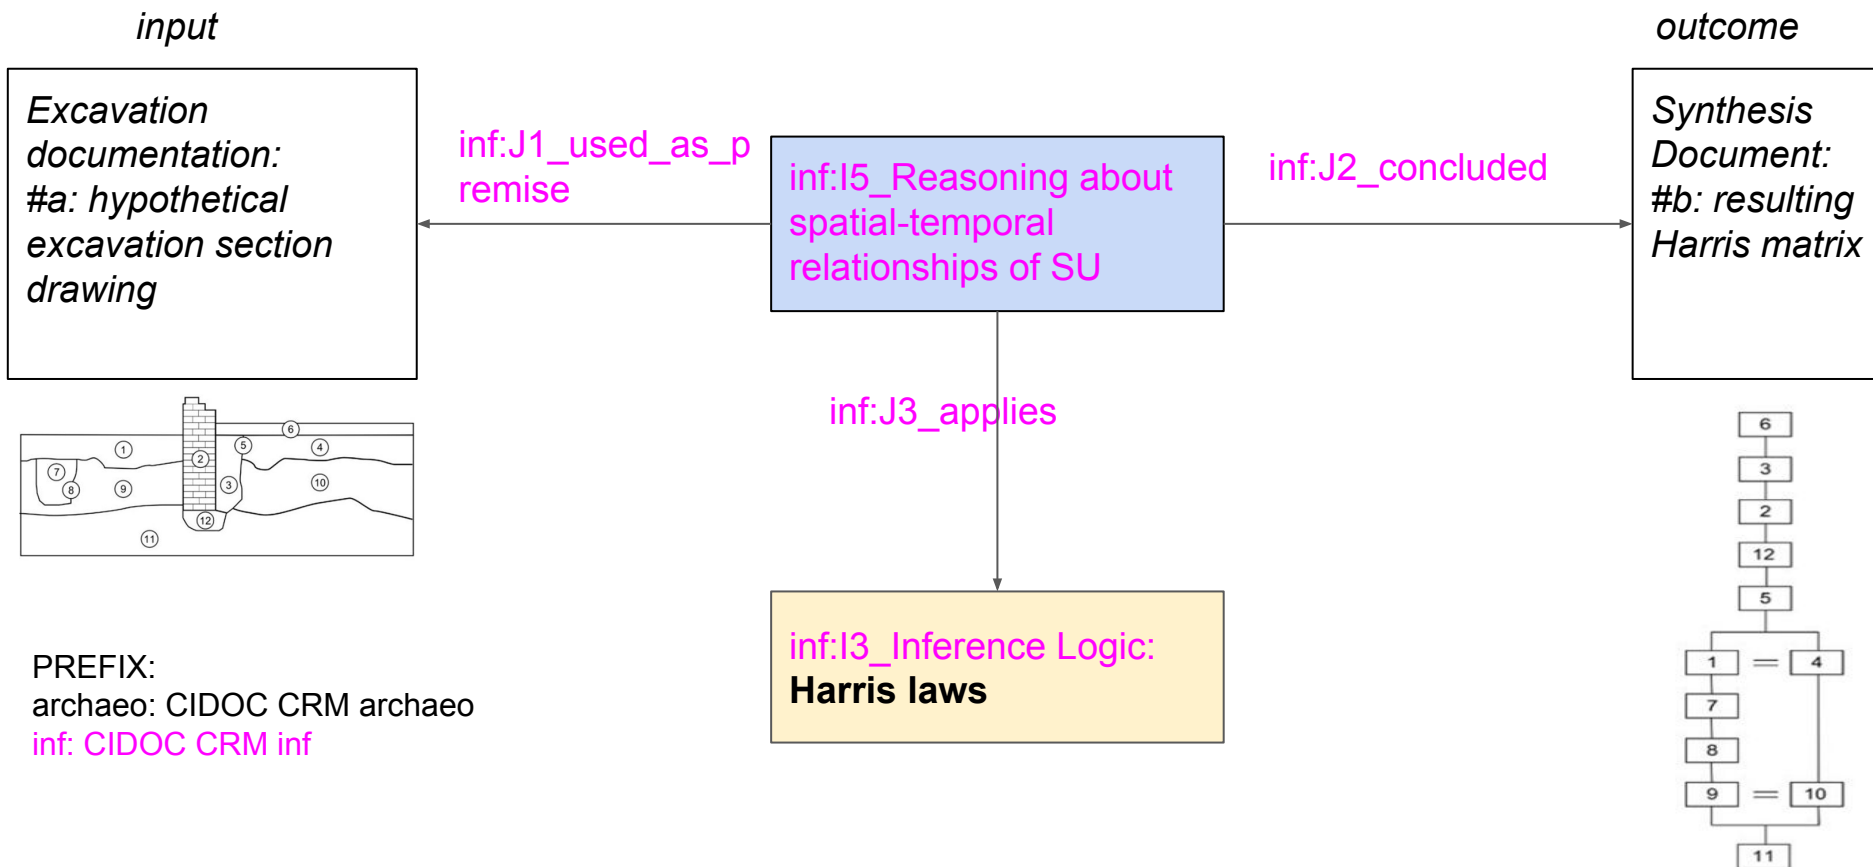 input
outcome
Excavation
documentation:
#a: hypothetical
excavation section
drawing
inf:J1_used_as_p
remise
inf:I5_Reasoning about
spatial-temporal
relationships of SU
inf:J2_concluded
Synthesis
Document:
#b: resulting
Harris matrix
inf:J3_applies
6
1
5
4
2
7
8
9
3
10
12
11
inf:I3_Inference Logic:
Harris laws
PREFIX:
archaeo: CIDOC CRM archaeo
inf: CIDOC CRM inf
6
3
2
12
5
1 = 4
7
8
9 = 10
11